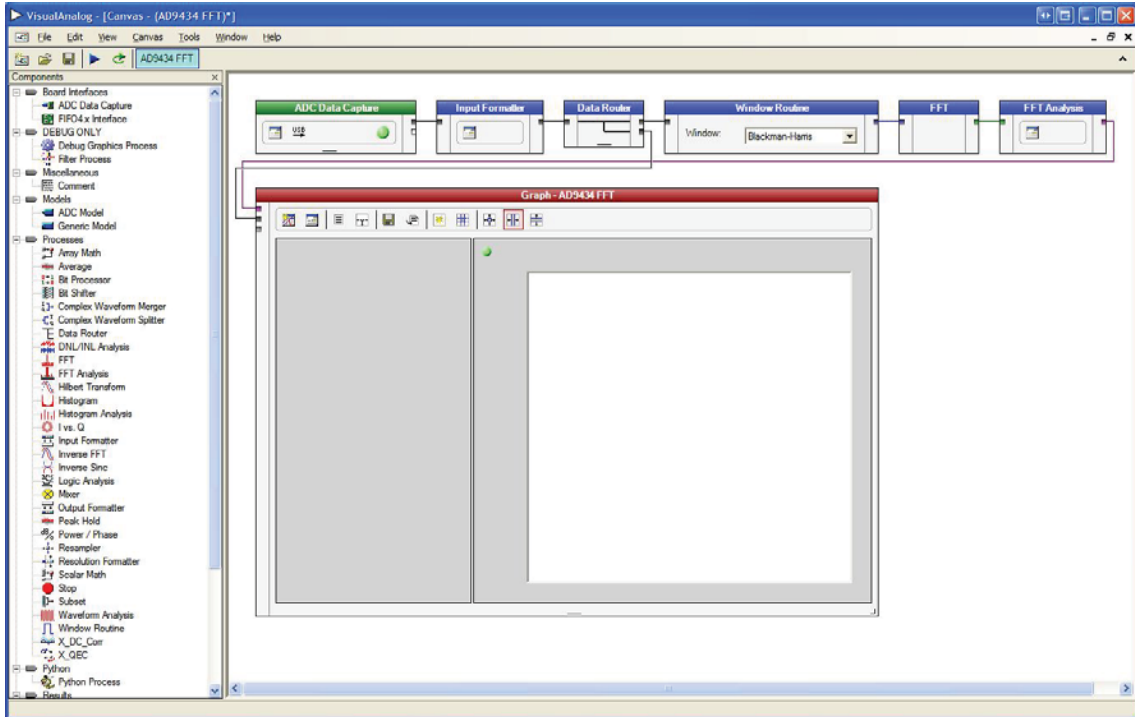 VisualAnalog - [Canvas - (AD9434 FFT)*]
File Edit View Canvas Tools Window Help
AD9434 FFT
Components
Board Interfaces
ADC Data Capture
FIFO4.x Interface
DEBUG ONLY
Debug Graphics Process
Filter Process
Miscellaneous
Comment
Models
ADC Model
Generic Model
Processes
Array Math
Average
Bit Processor
Bit Shifter
Complex Waveform Merger
Complex Waveform Splitter
Data Router
DNL/INL Analysis
FFT
FFT Analysis
Hilbert Transform
Histogram
Histogram Analysis
I vs. Q
Input Formatter
Inverse FFT
Inverse Sinc
Logic Analysis
Mixer
Output Formatter
Peak Hold
Power / Phase
Resampler
Resolution Formatter
Scalar Math
Stop
Subset
Waveform Analysis
Window Routine
X_DC_Corr
X_QEC
Python
Python Process
Results
ADC Data Capture
USB
Input Formatter
Data Router
Window Routine
Window: Blackman-Harris
FFT
FFT Analysis
Graph - AD9434 FFT